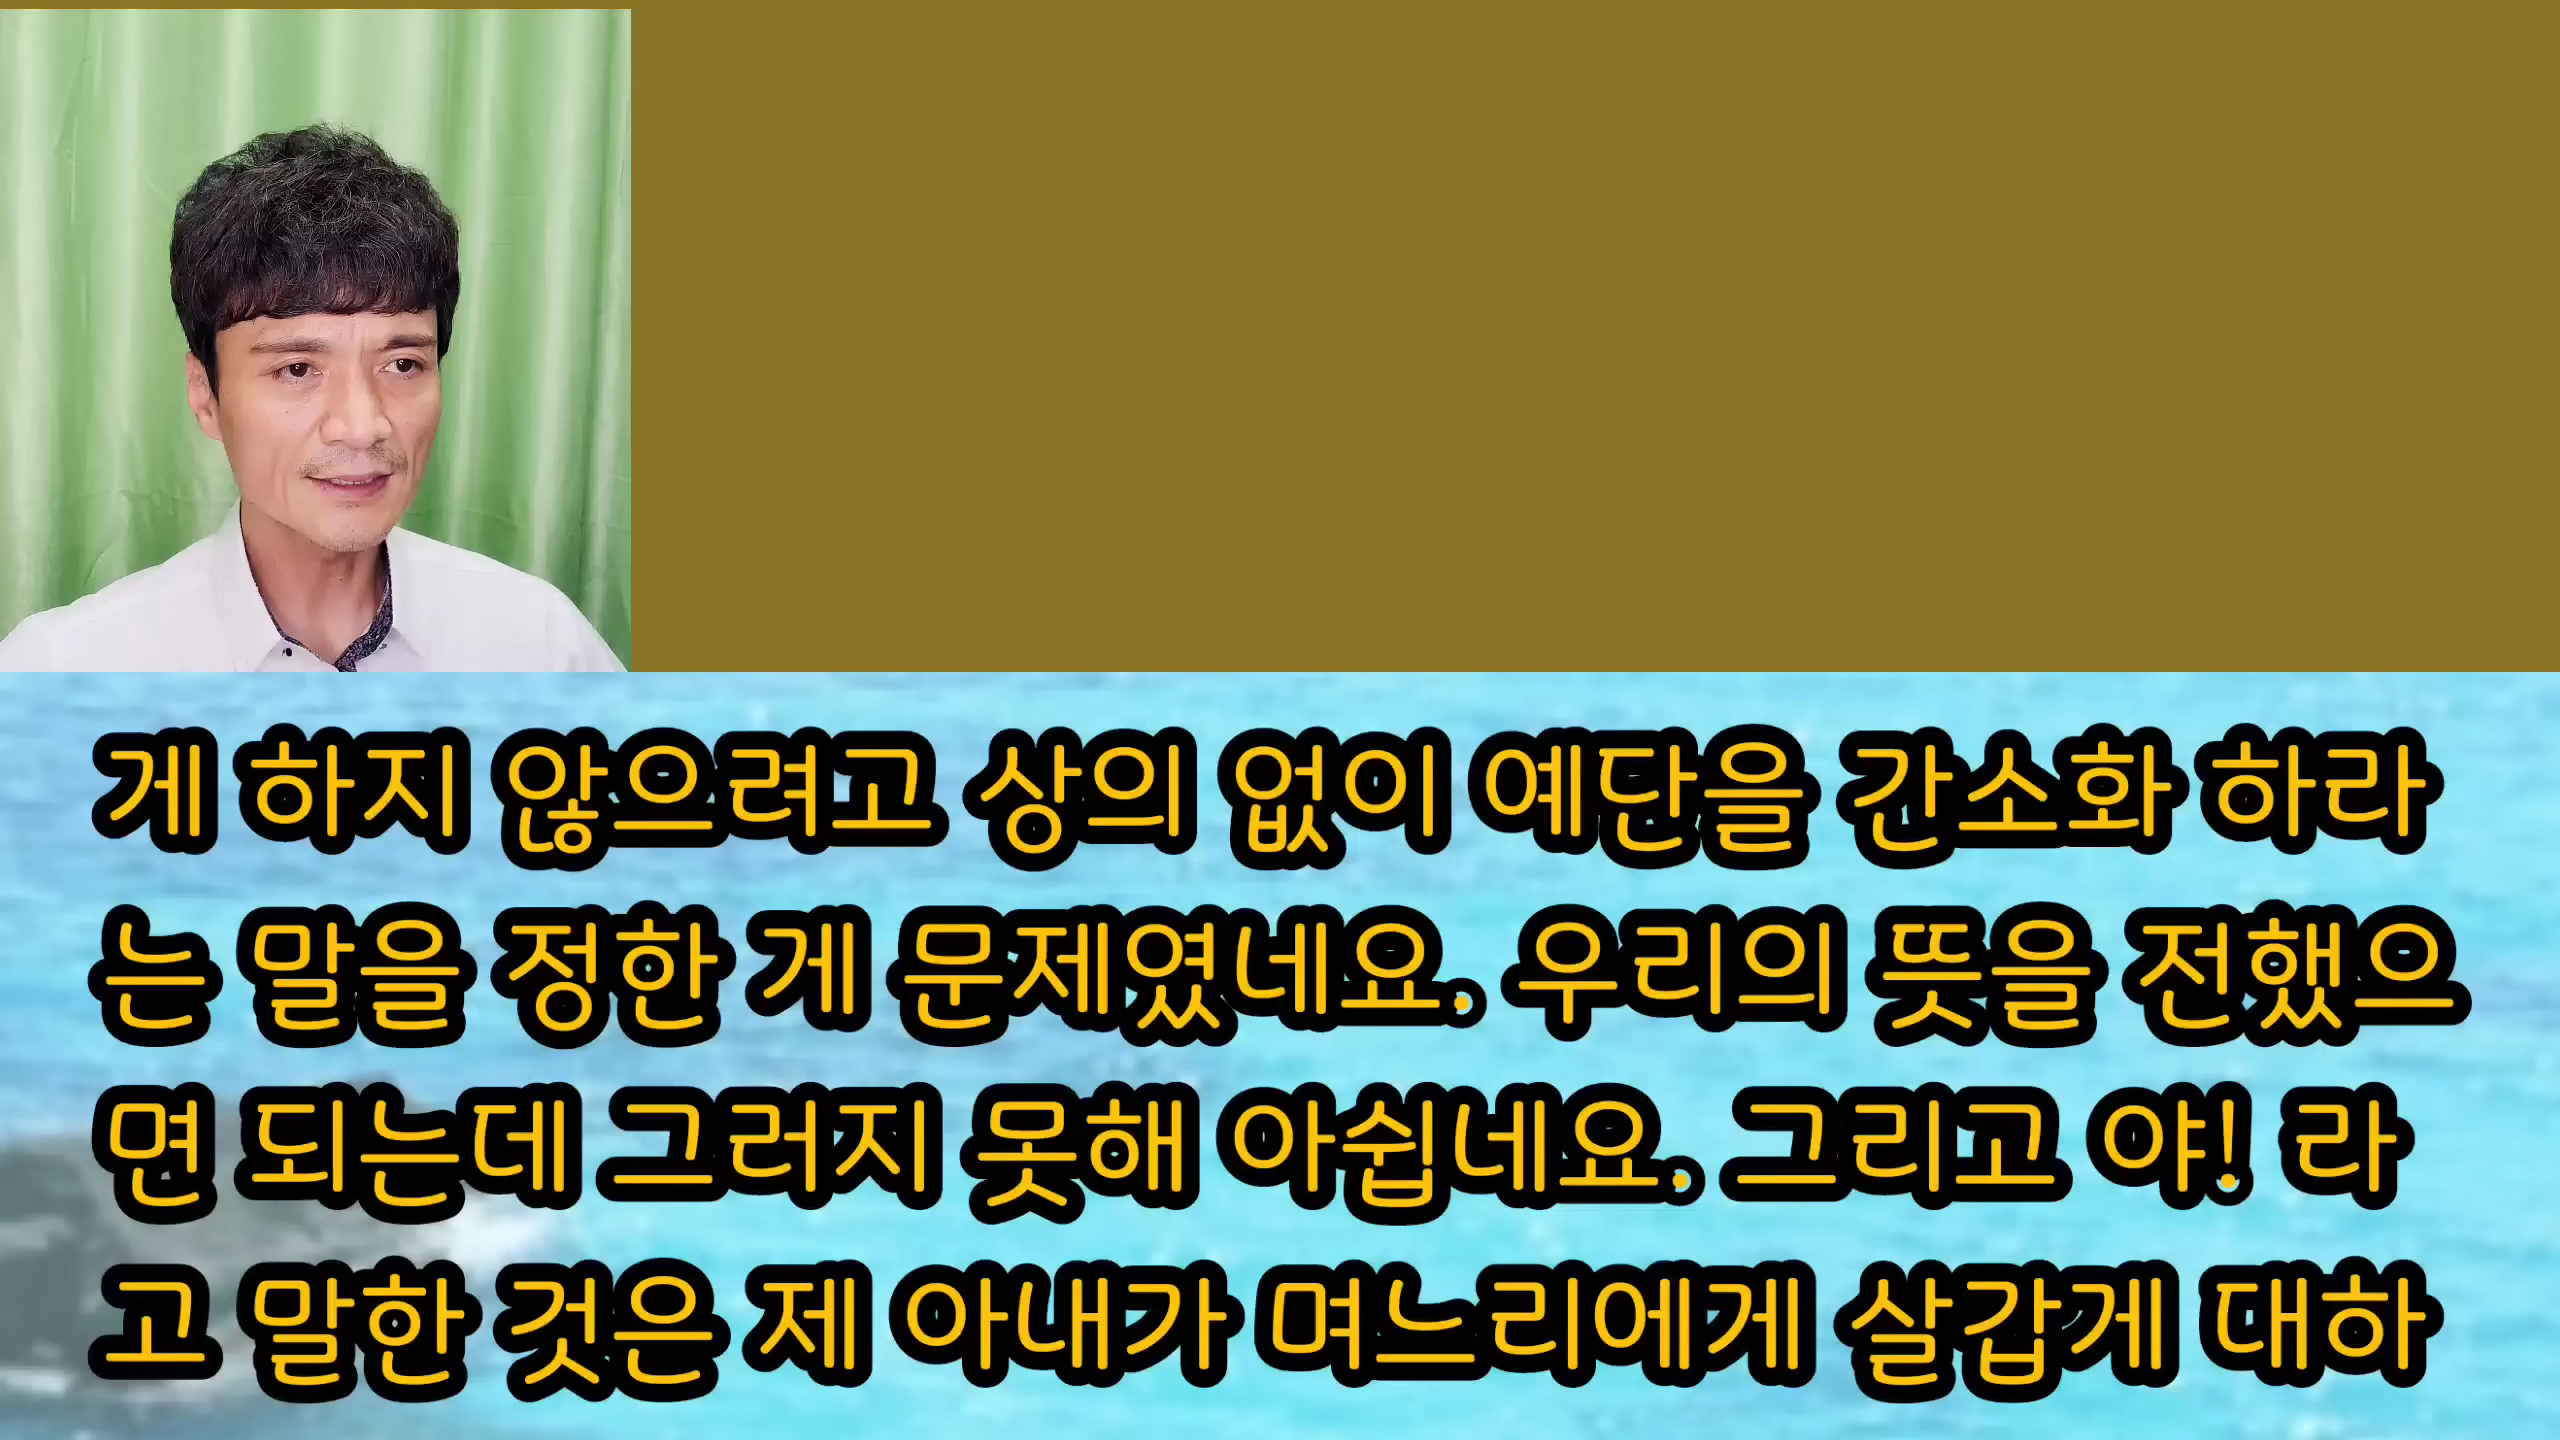 게 하지 않으려고 상의 없이 예단을 간소화 하라
는 말을 정한 게 문제였네요. 우리의 뜻을 전했으
면 되는데 그러지 못해 아쉽네요. 그리고 야! 라
고 말한 것은 제 아내가 며느리에게 살갑게 대하